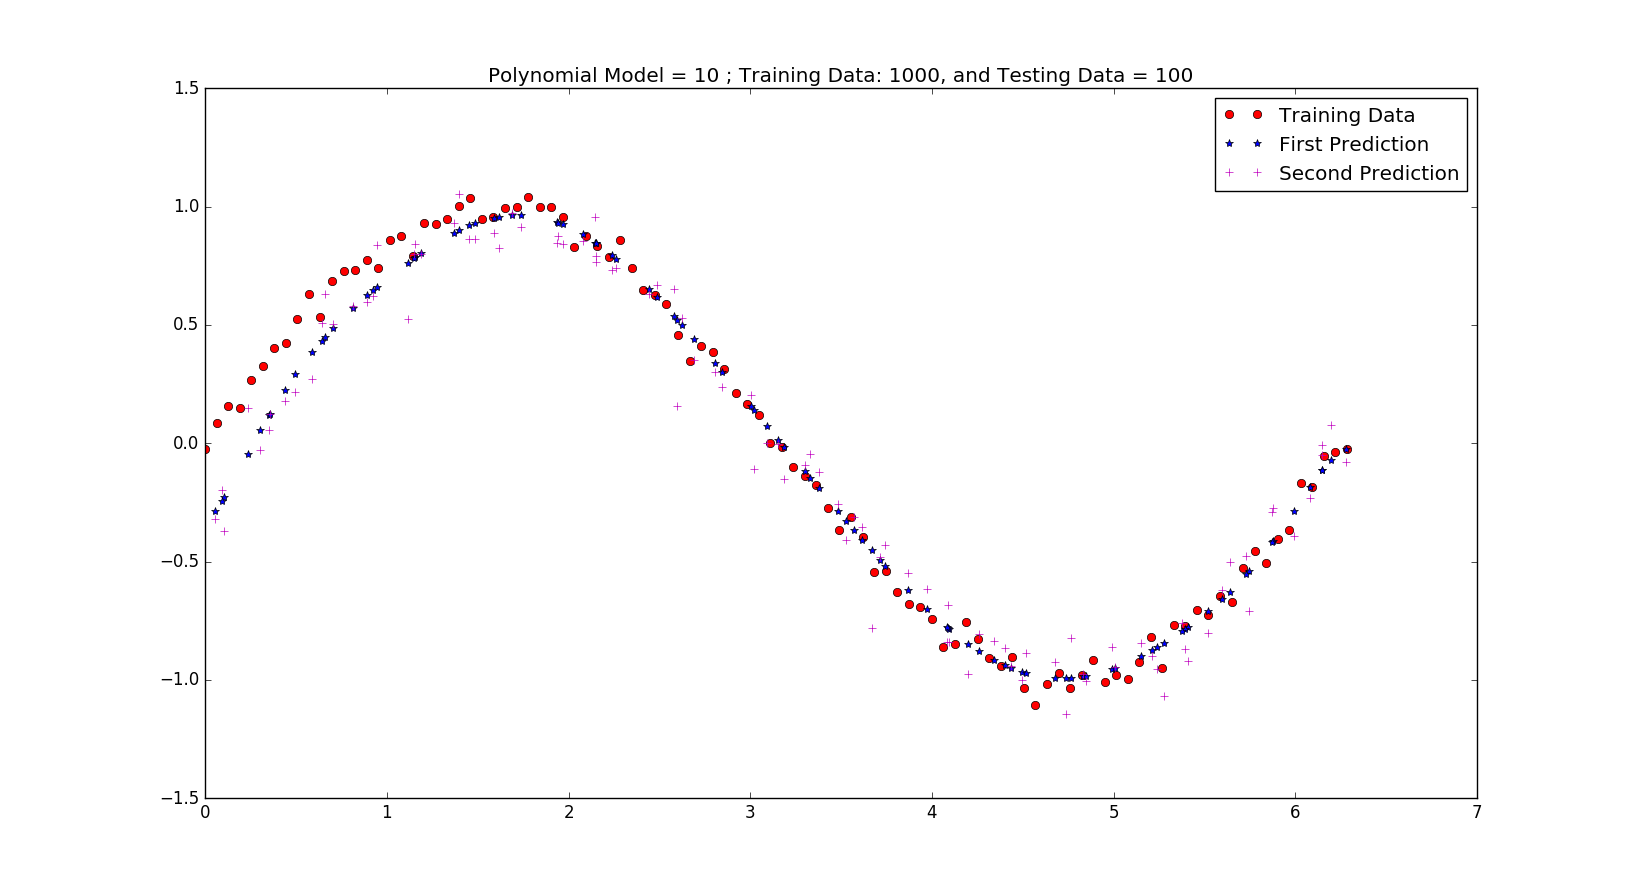 Polynomial Model = 10 ; Training Data: 1000, and Testing Data = 100
1.5
1.0
0.5
0.0
−0.5
−1.0
−1.5
0 1 2 3 4 5 6 7
Training Data
First Prediction
Second Prediction